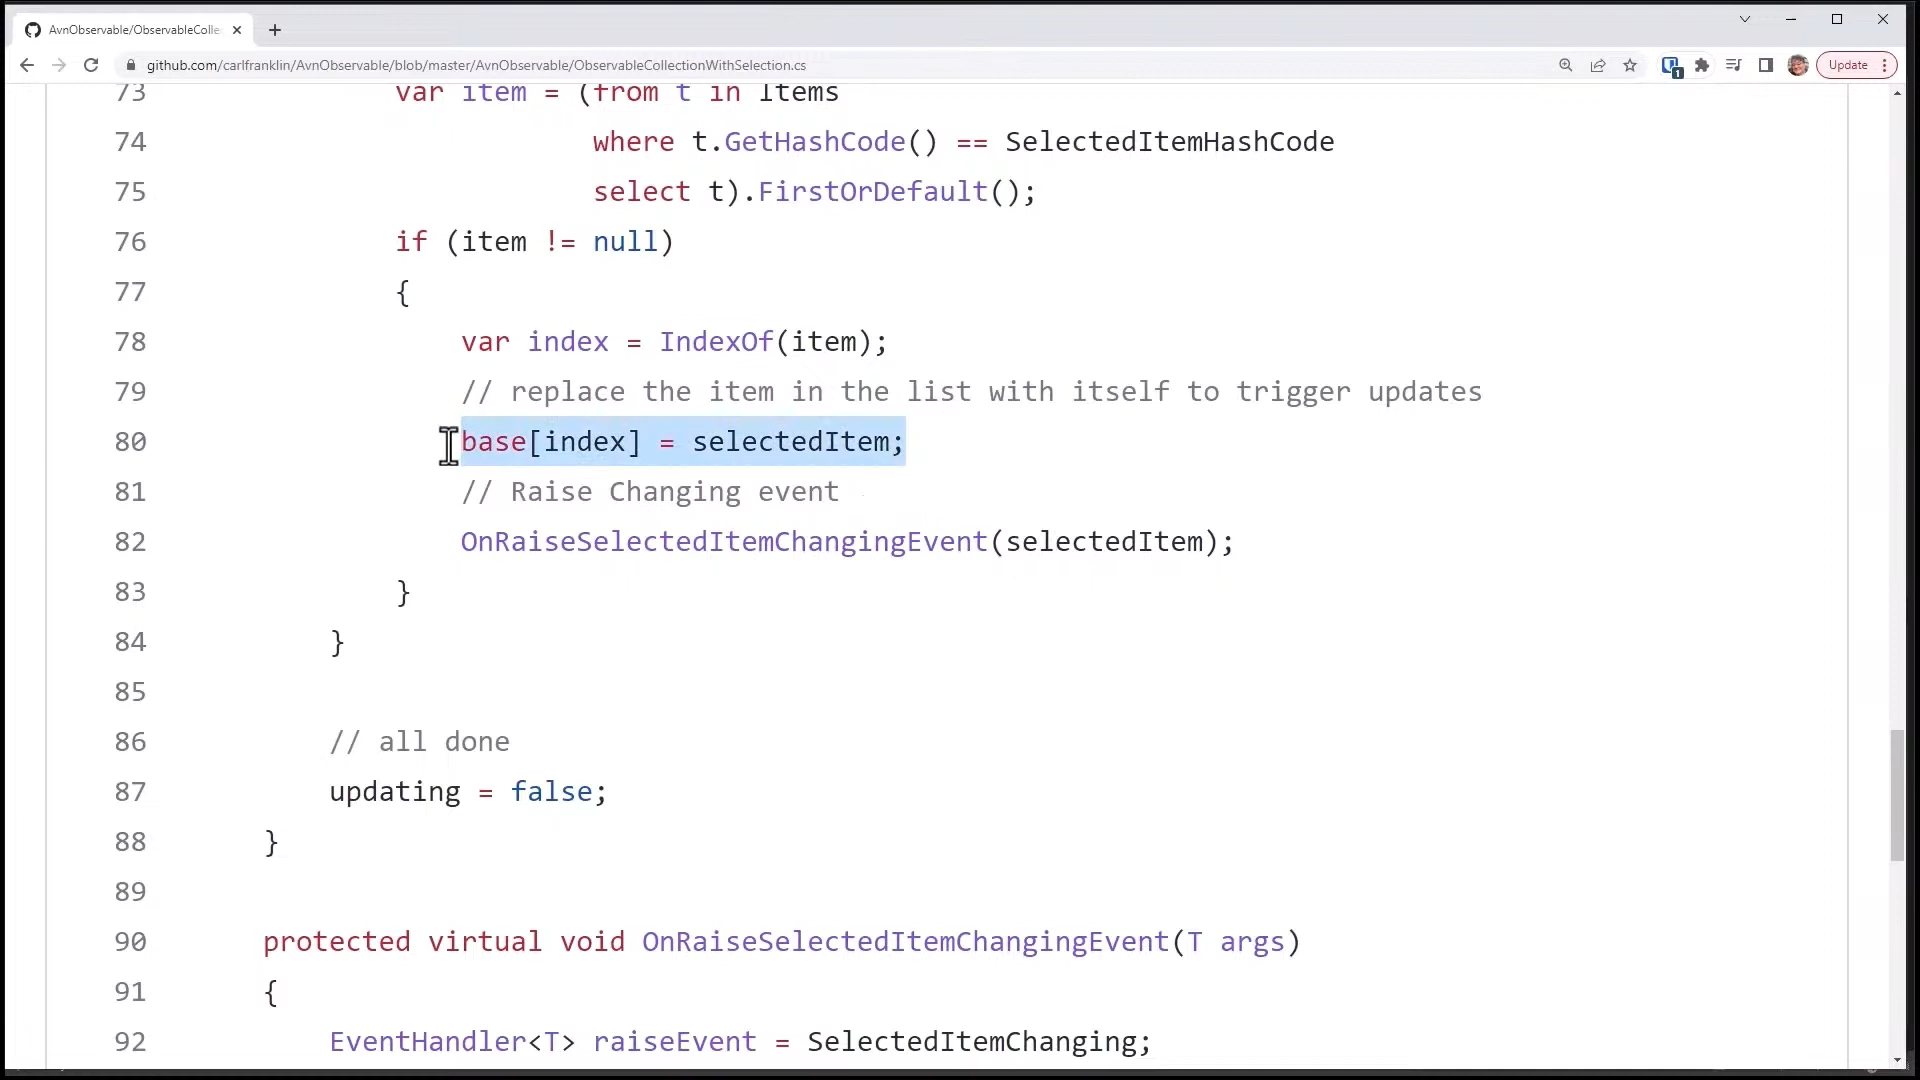 AvnObservable/ObservableColle
github.com/carlfranklin/AvnObservable/blob/master/AvnObservable/ObservableCollectionWithSelection.cs
1
Update
73 var item = (from t in Items
74 where t.GetHashCode() == SelectedItemHashCode
75 select t).FirstOrDefault();
76 if (item != null)
77 {
78 var index = IndexOf(item);
79 // replace the item in the list with itself to trigger updates
80 base[index] = selectedItem;
81 // Raise Changing event
82 OnRaiseSelectedItemChangingEvent(selectedItem);
83 }
84 }
85
86 // all done
87 updating = false;
88 }
89
90 protected virtual void OnRaiseSelectedItemChangingEvent(T args)
91 {
92 EventHandler<T> raiseEvent = SelectedItemChanging;